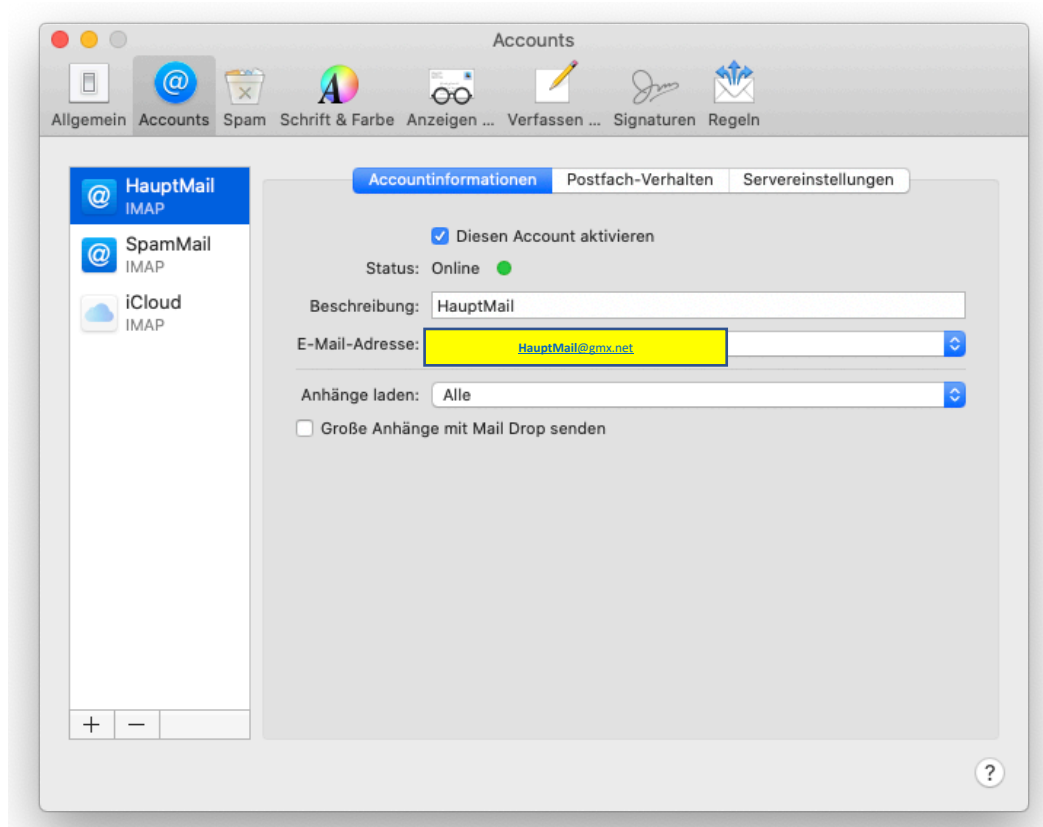 Accounts
Allgemein Accounts Spam Schrift & Farbe Anzeigen ... Verfassen ... Signaturen Regeln
HauptMail
IMAP
SpamMail
IMAP
iCloud
IMAP
Accountinformationen Postfach-Verhalten Servereinstellungen
Diesen Account aktivieren
Status: Online
Beschreibung: HauptMail
E-Mail-Adresse: HauptMail@gmx.net
Anhänge laden: Alle
Große Anhänge mit Mail Drop senden
+ −
?